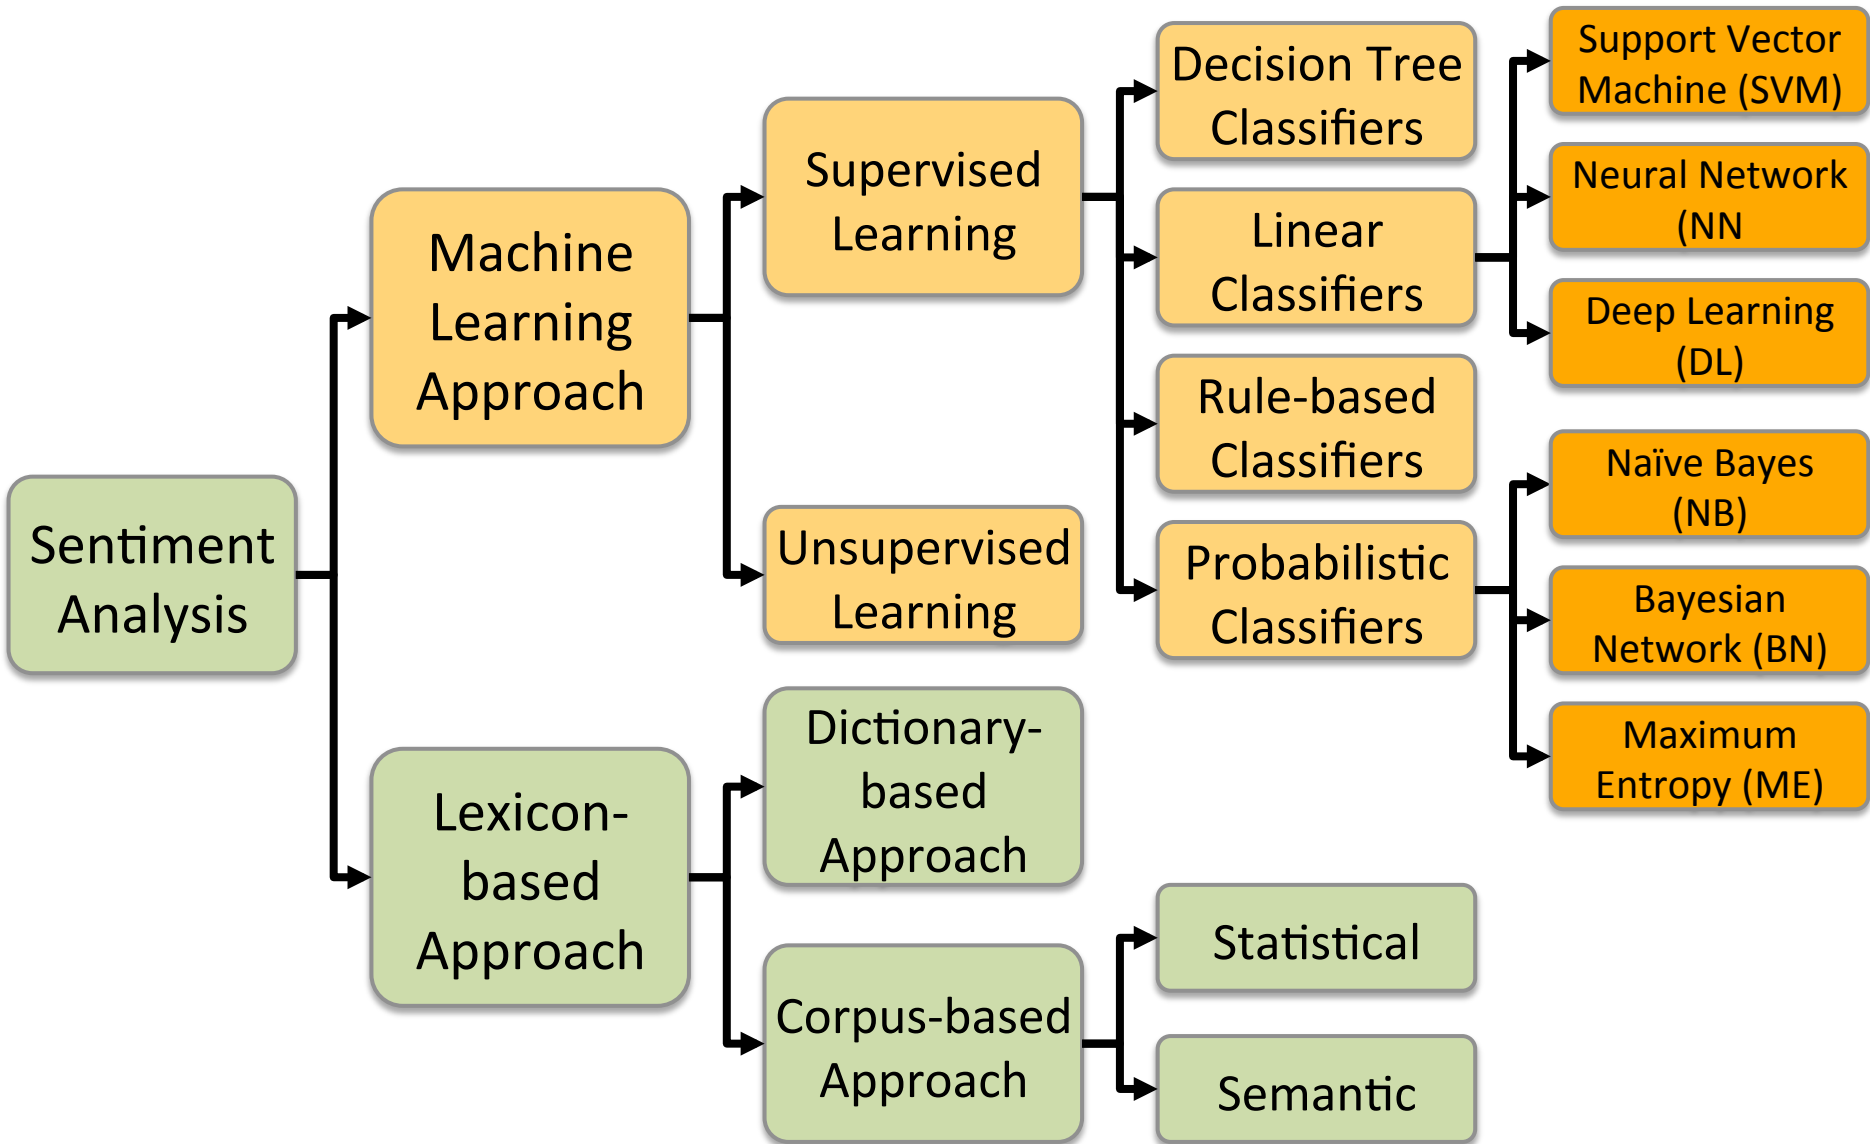 Sentiment
Analysis
Machine
Learning
Approach
Lexicon-
based
Approach
Supervised
Learning
Unsupervised
Learning
Dictionary-
based
Approach
Corpus-based
Approach
Decision Tree
Classifiers
Linear
Classifiers
Rule-based
Classifiers
Probabilistic
Classifiers
Statistical
Semantic
Support Vector
Machine (SVM)
Neural Network
(NN
Deep Learning
(DL)
Naïve Bayes
(NB)
Bayesian
Network (BN)
Maximum
Entropy (ME)